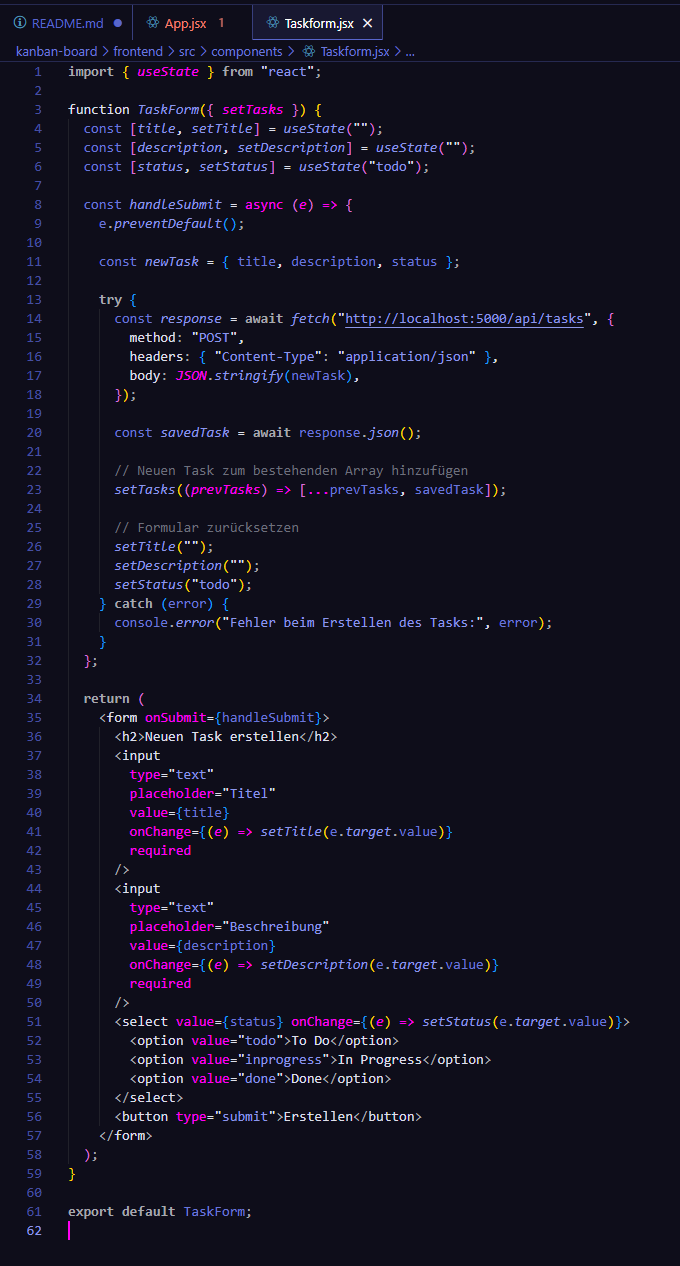 README.md
App.jsx 1
Taskform.jsx
kanban-board > frontend > src > components > Taskform.jsx > ...
1 import { useState } from "react";
2
3 function TaskForm({ setTasks }) {
4 const [title, setTitle] = useState("");
5 const [description, setDescription] = useState("");
6 const [status, setStatus] = useState("todo");
7
8 const handleSubmit = async (e) => {
9 e.preventDefault();
10
11 const newTask = { title, description, status };
12
13 try {
14 const response = await fetch("http://localhost:5000/api/tasks", {
15 method: "POST",
16 headers: { "Content-Type": "application/json" },
17 body: JSON.stringify(newTask),
18 });
19
20 const savedTask = await response.json();
21
22 // Neuen Task zum bestehenden Array hinzufügen
23 setTasks((prevTasks) => [...prevTasks, savedTask]);
24
25 // Formular zurücksetzen
26 setTitle("");
27 setDescription("");
28 setStatus("todo");
29 } catch (error) {
30 console.error("Fehler beim Erstellen des Tasks:", error);
31 }
32 };
33
34 return (
35 <form onSubmit={handleSubmit}>
36 <h2>Neuen Task erstellen</h2>
37 <input
38 type="text"
39 placeholder="Titel"
40 value={title}
41 onChange={(e) => setTitle(e.target.value)}
42 required
43 />
44 <input
45 type="text"
46 placeholder="Beschreibung"
47 value={description}
48 onChange={(e) => setDescription(e.target.value)}
49 required
50 />
51 <select value={status} onChange={(e) => setStatus(e.target.value)}>
52 <option value="todo">To Do</option>
53 <option value="inprogress">In Progress</option>
54 <option value="done">Done</option>
55 </select>
56 <button type="submit">Erstellen</button>
57 </form>
58 );
59 }
60
61 export default TaskForm;
62